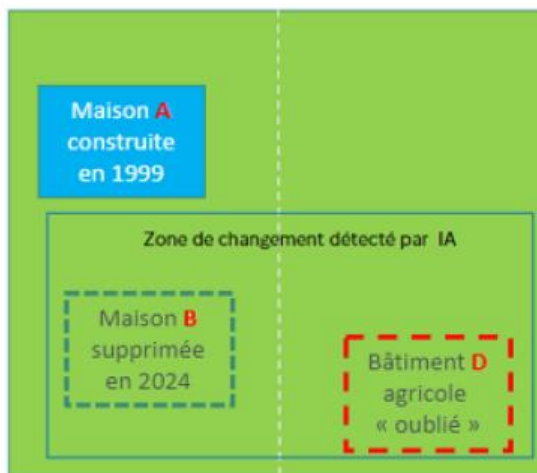 Maison A
construite
en 1999
Zone de changement détecté par IA
Maison B
supprimée
en 2024
Bâtiment D
agricole
« oublié »